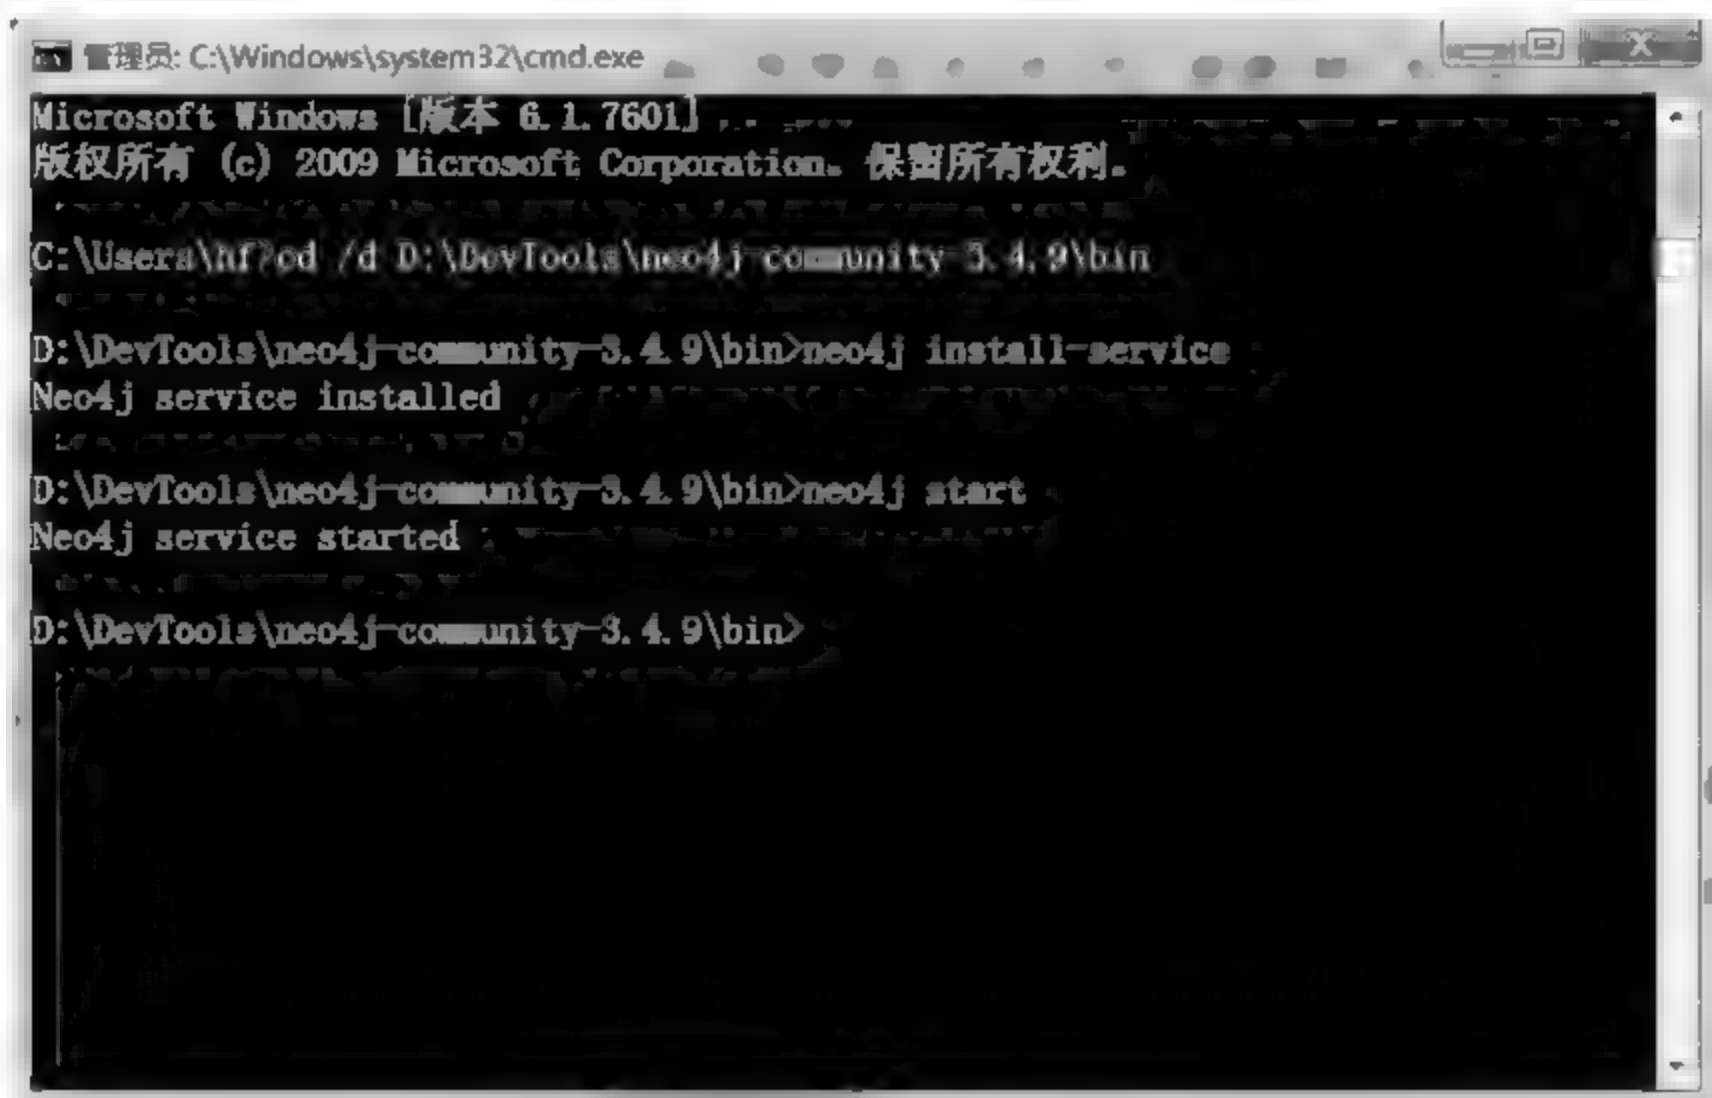 管理员: C:\Windows\system32\cmd.exe
Microsoft Windows [版本 6.1.7601]
版权所有 (c) 2009 Microsoft Corporation。保留所有权利。
C:\Users\hf>cd /d D:\DevTools\neo4j-community-3.4.9\bin
D:\DevTools\neo4j-community-3.4.9\bin>neo4j install-service
Neo4j service installed
D:\DevTools\neo4j-community-3.4.9\bin>neo4j start
Neo4j service started
D:\DevTools\neo4j-community-3.4.9\bin>